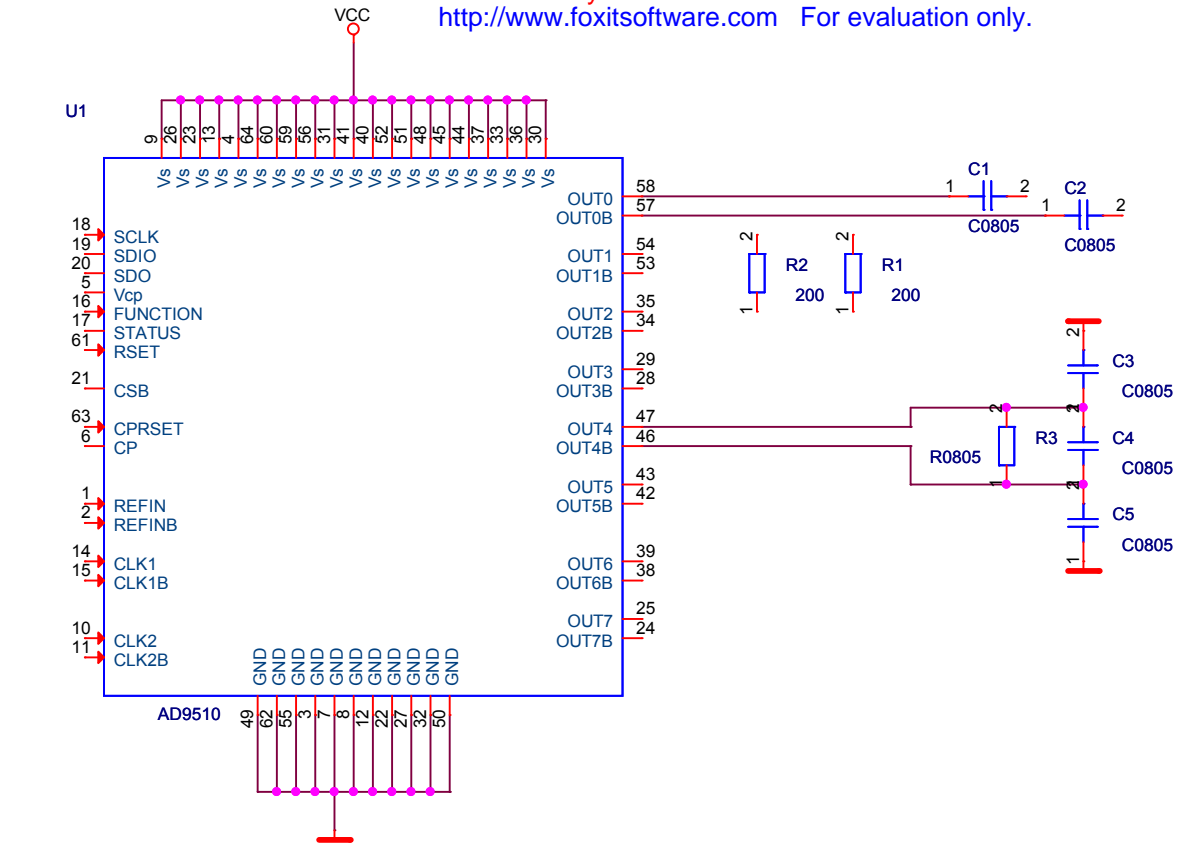 VCC
http://www.foxitsoftware.com For evaluation only.
U1
9 26 23 13 4 64 60 59 56 31 41 40 52 51 48 45 44 37 33 36 30
Vs Vs Vs Vs Vs Vs Vs Vs Vs Vs Vs Vs Vs Vs Vs Vs Vs Vs Vs Vs Vs
18 SCLK
19 SDIO
20 SDO
5 Vcp
16 FUNCTION
17 STATUS
61 RSET
21 CSB
63 CPRSET
6 CP
1 REFIN
2 REFINB
14 CLK1
15 CLK1B
10 CLK2
11 CLK2B
OUT0 58
OUT0B 57
OUT1 54
OUT1B 53
OUT2 35
OUT2B 34
OUT3 29
OUT3B 28
OUT4 47
OUT4B 46
OUT5 43
OUT5B 42
OUT6 39
OUT6B 38
OUT7 25
OUT7B 24
C1
1 2
C0805
C2
1 2
C0805
2
R2
200
1
2
R1
200
1
2
C3
C0805
2
R3
R0805
1
2
C4
C0805
2
C5
C0805
1
GND GND GND GND GND GND GND GND GND GND GND
AD9510
49 62 55 3 7 8 12 22 27 32 50